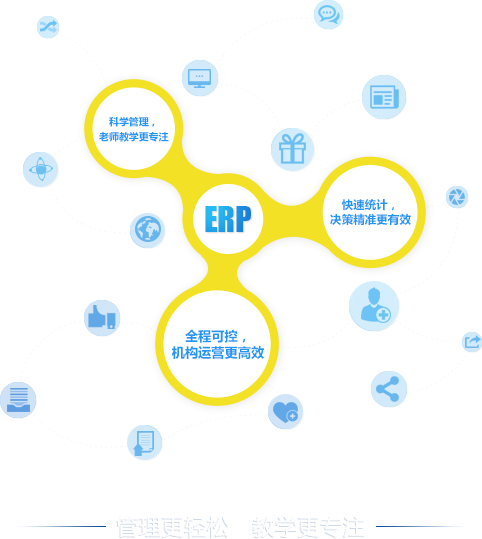 科学管理，
老师教学更专注
快速统计，
决策精准更有效
ERP
全程可控，
机构运营更高效
管理更轻松 教学更专注